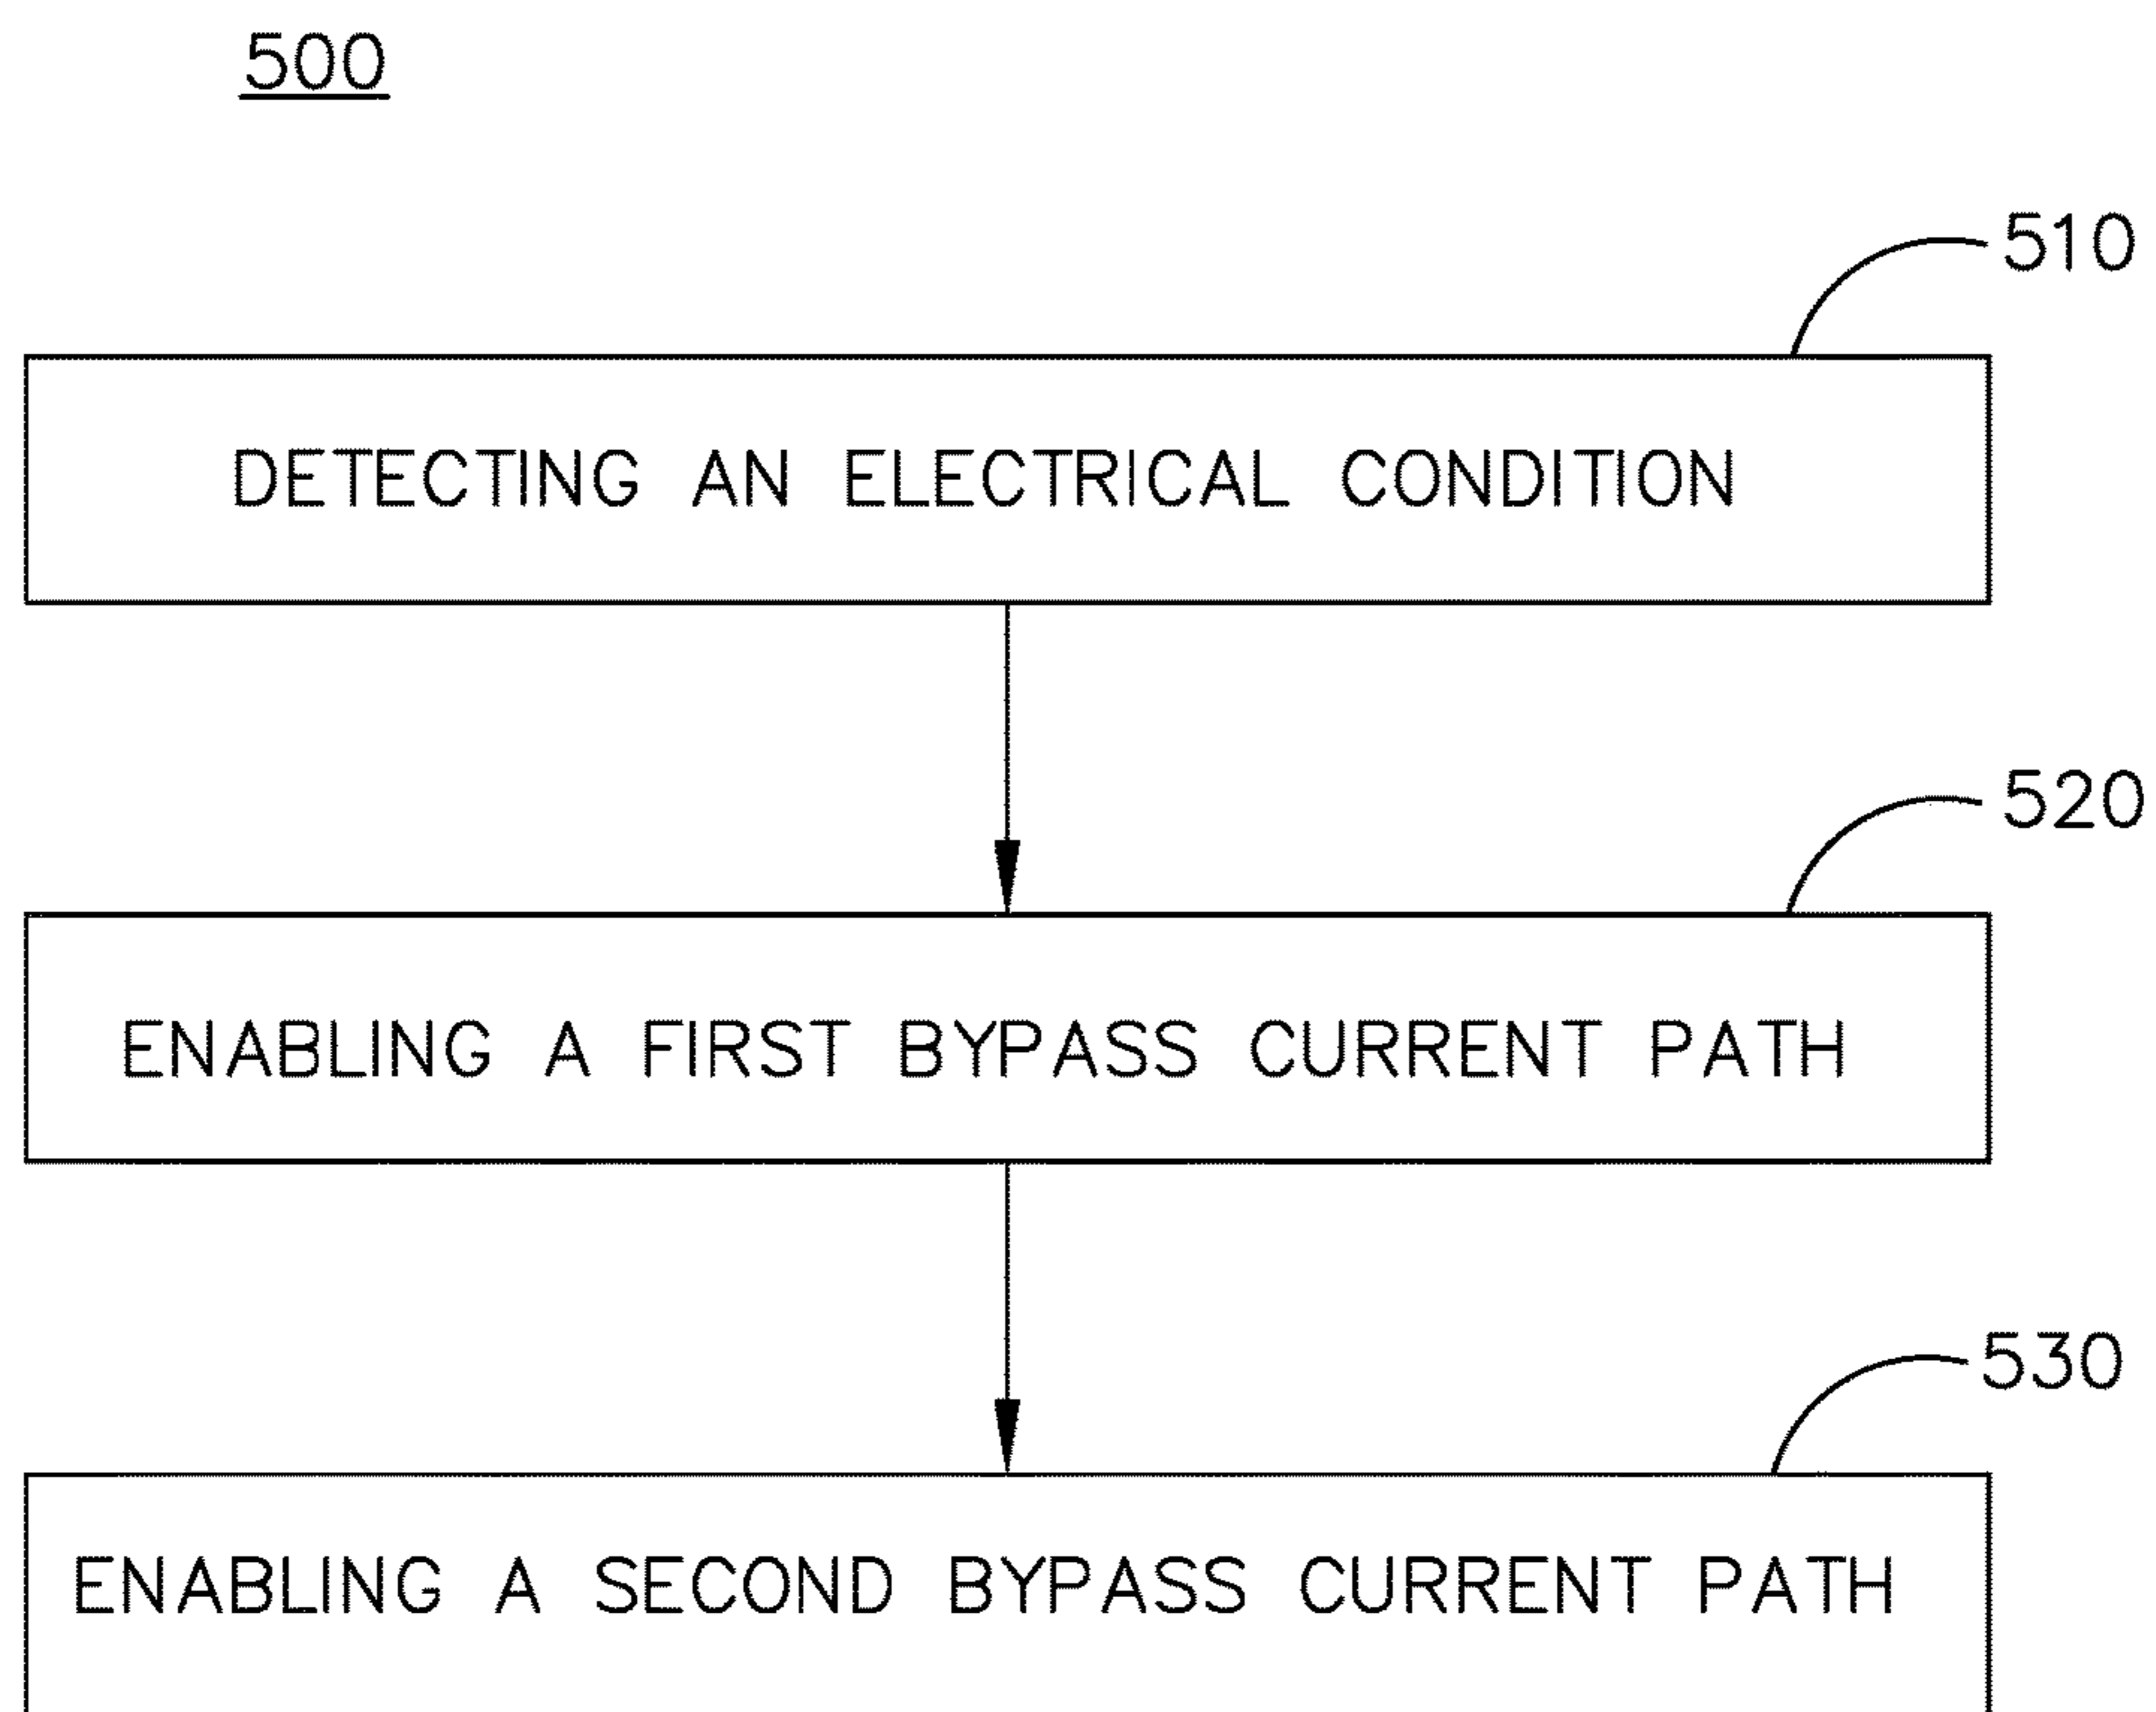 500
510
DETECTING AN ELECTRICAL CONDITION
520
ENABLING A FIRST BYPASS CURRENT PATH
530
ENABLING A SECOND BYPASS CURRENT PATH